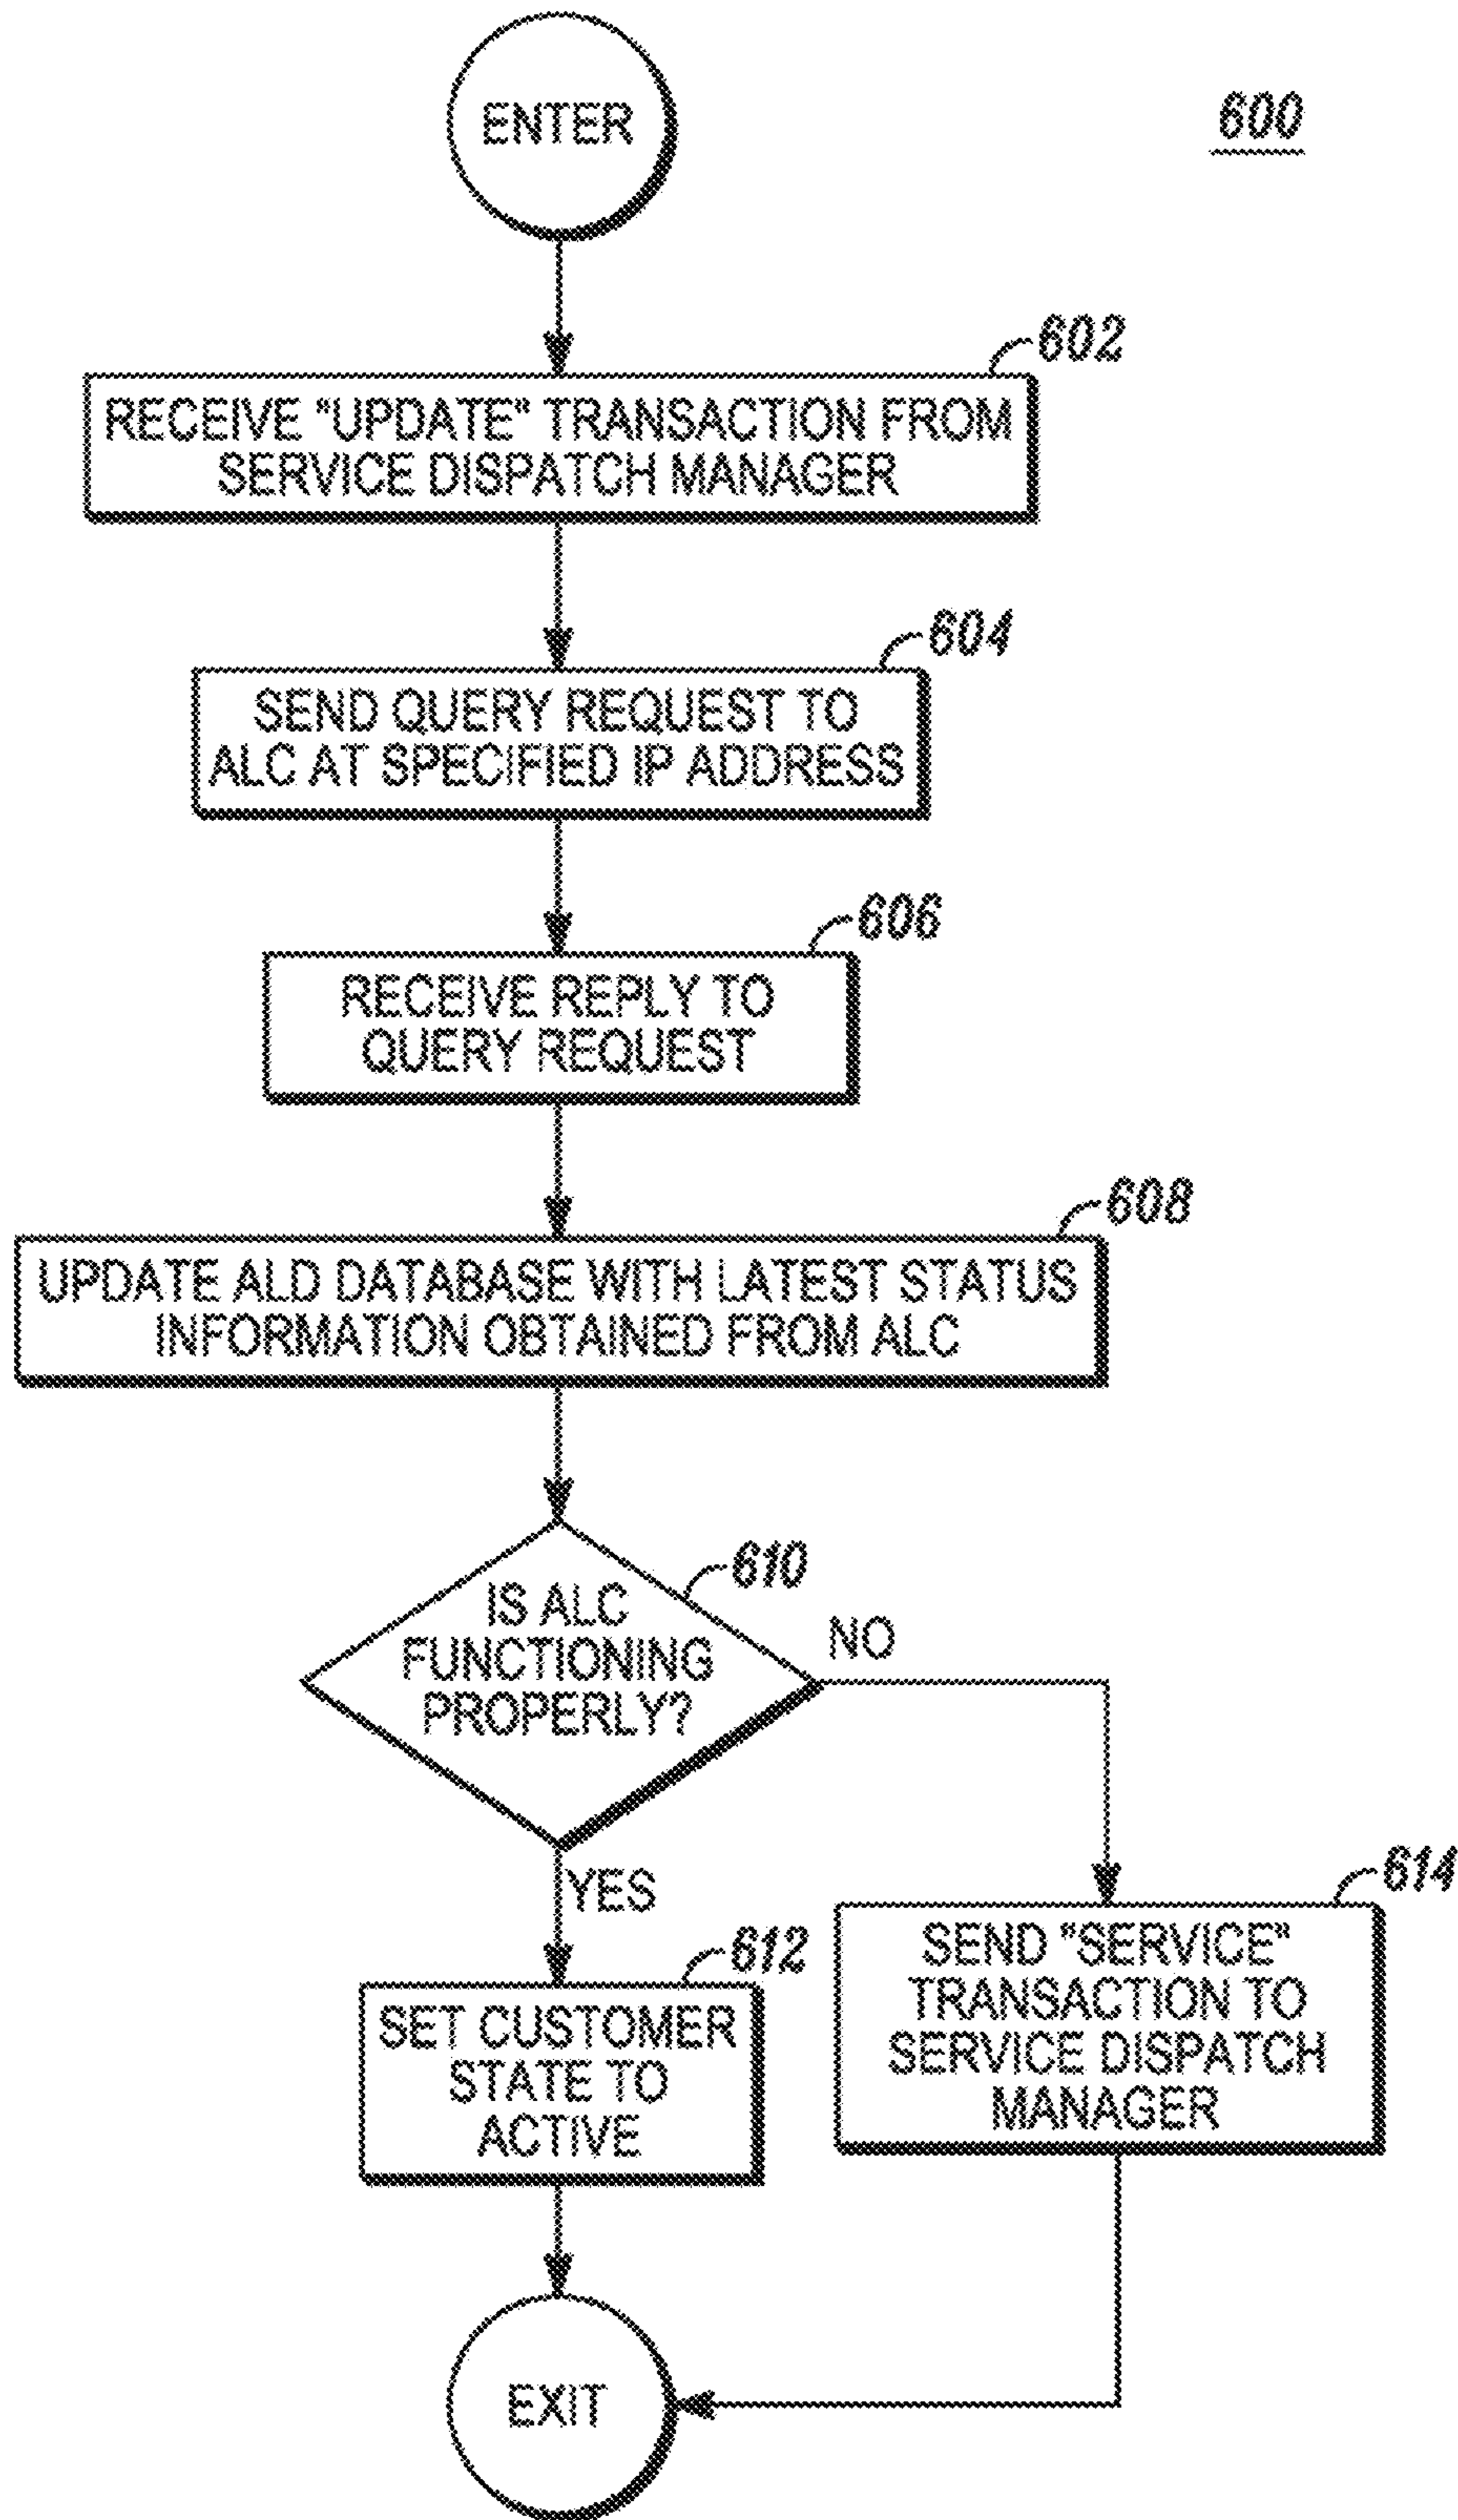 ENTER
600
602
RECEIVE "UPDATE" TRANSACTION FROM
SERVICE DISPATCH MANAGER
604
SEND QUERY REQUEST TO
ALC AT SPECIFIED IP ADDRESS
606
RECEIVE REPLY TO
QUERY REQUEST
608
UPDATE ALD DATABASE WITH LATEST STATUS
INFORMATION OBTAINED FROM ALC
610
IS ALC
FUNCTIONING
PROPERLY?
NO
YES
612
SET CUSTOMER
STATE TO
ACTIVE
614
SEND "SERVICE"
TRANSACTION TO
SERVICE DISPATCH
MANAGER
EXIT